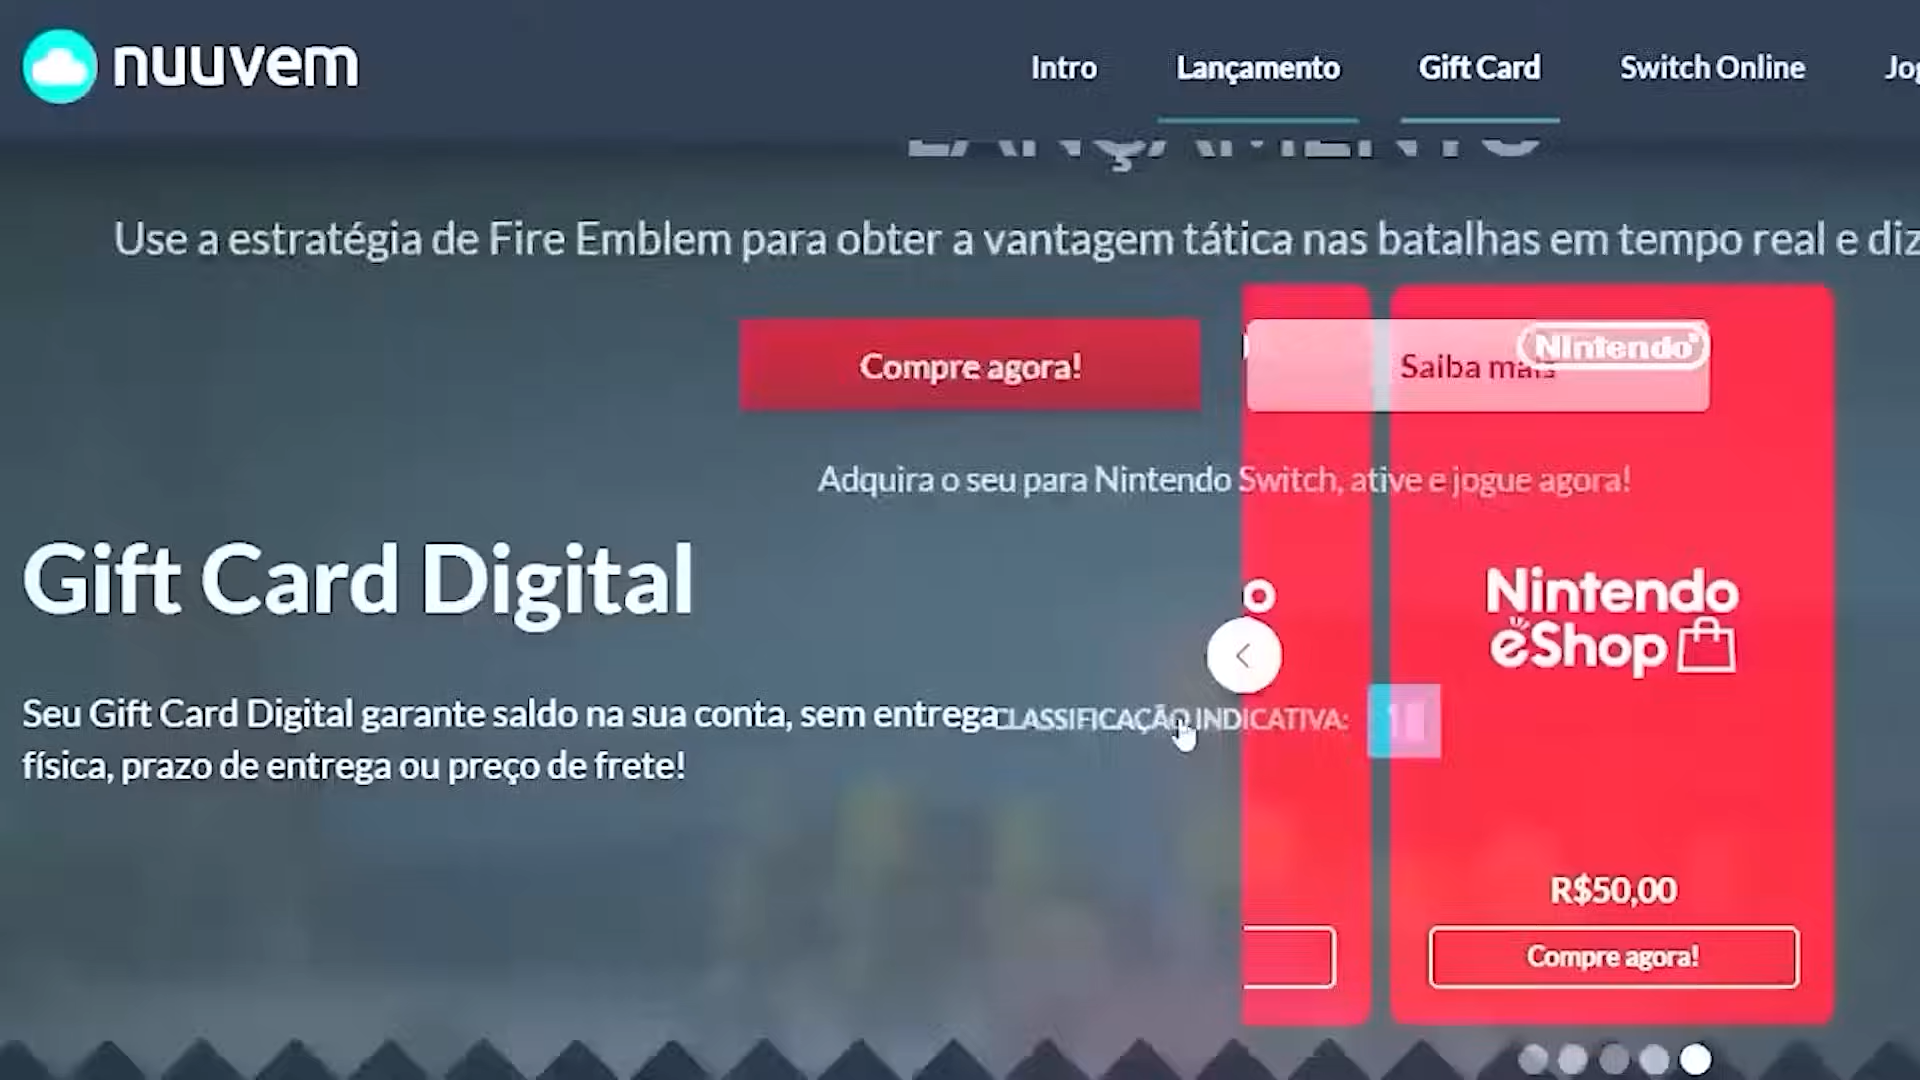 nuuvem
Intro Lançamento Gift Card Switch Online
LANÇAMENTO
Use a estratégia de Fire Emblem para obter a vantagem tática nas batalhas em tempo real e
Compre agora!
Saiba mais
Nintendo
Adquira o seu para Nintendo Switch, ative e jogue agora!
Gift Card Digital
Nintendo
eShop
Seu Gift Card Digital garante saldo na sua conta, sem entrega
física, prazo de entrega ou preço de frete!
CLASSIFICAÇÃO INDICATIVA:
R$50,00
Compre agora!